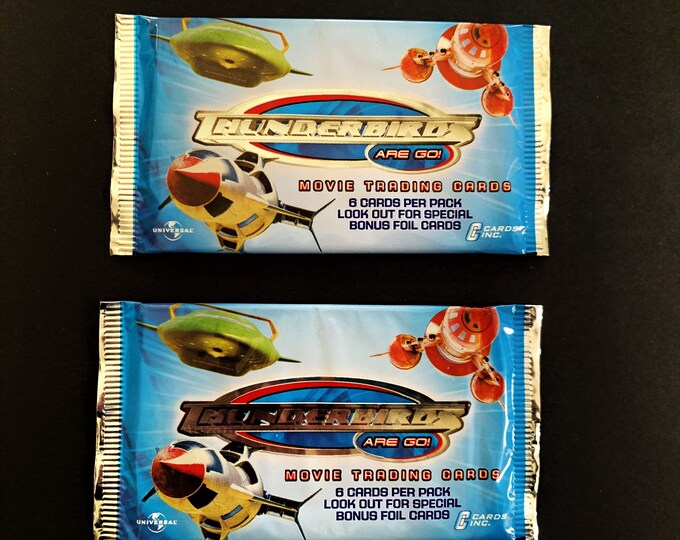 THUNDERBIRDS
ARE GO!
MOVIE TRADING CARDS
6 CARDS PER PACK
LOOK OUT FOR SPECIAL
BONUS FOIL CARDS
UNIVERSAL
CARDS
INC.
THUNDERBIRDS
ARE GO!
MOVIE TRADING CARDS
6 CARDS PER PACK
LOOK OUT FOR SPECIAL
BONUS FOIL CARDS
UNIVERSAL
CARDS
INC.